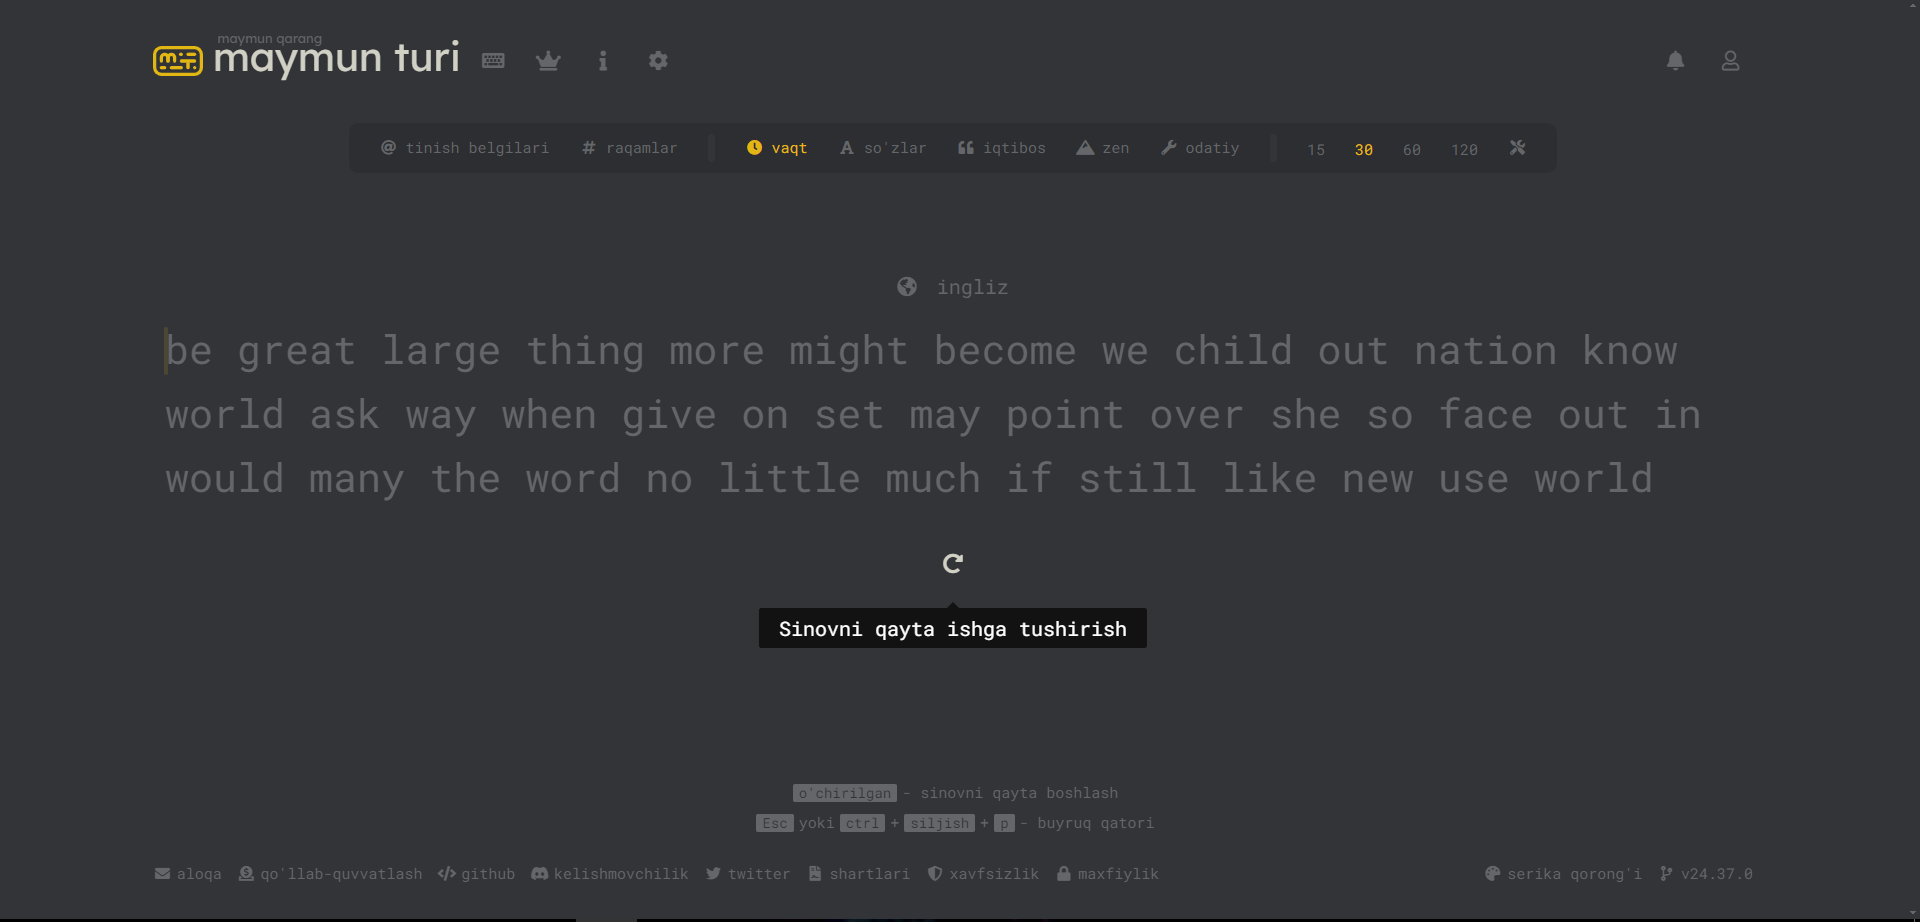 maymun qarang
maymun turi
@ tinish belgilari # raqamlar vaqt A so'zlar iqtibos zen odatiy 15 30 60 120
ingliz
be great large thing more might become we child out nation know
world ask way when give on set may point over she so face out in
would many the word no little much if still like new use world
Sinovni qayta ishga tushirish
o'chirilgan - sinovni qayta boshlash
Esc yoki ctrl + siljish + p - buyruq qatori
aloqa qo'llab-quvvatlash github kelishmovchilik twitter shartlari xavfsizlik maxfiylik serika qorong'i v24.37.0